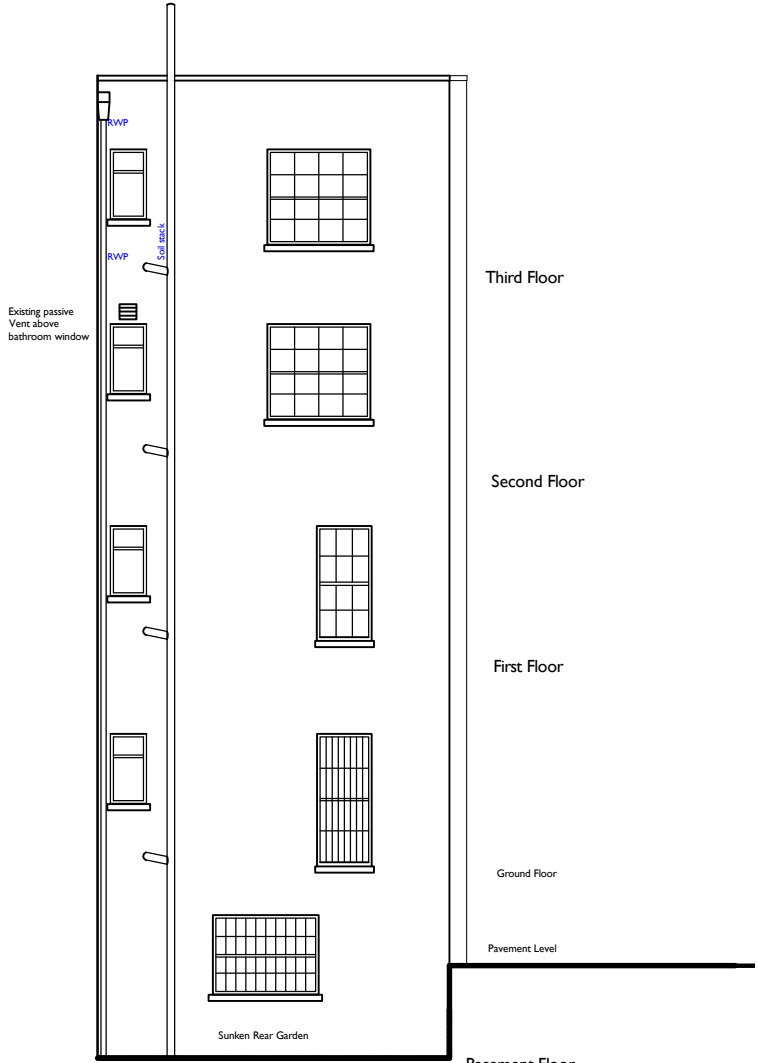 RWP
Soil stack
RWP
Third Floor
Existing passive
Vent above
bathroom window
Second Floor
First Floor
Ground Floor
Pavement Level
Sunken Rear Garden
Basement Floor